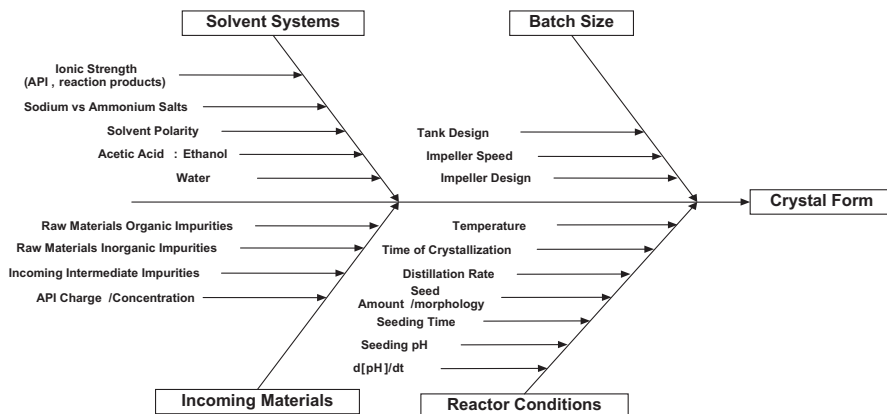 Solvent Systems
Batch Size
Ionic Strength
(API , reaction products)
Sodium vs Ammonium Salts
Solvent Polarity
Acetic Acid : Ethanol
Water
Tank Design
Impeller Speed
Impeller Design
Crystal Form
Raw Materials Organic Impurities
Raw Materials Inorganic Impurities
Incoming Intermediate Impurities
API Charge /Concentration
Temperature
Time of Crystallization
Distillation Rate
Seed
Amount /morphology
Seeding Time
Seeding pH
d[pH]/dt
Incoming Materials
Reactor Conditions